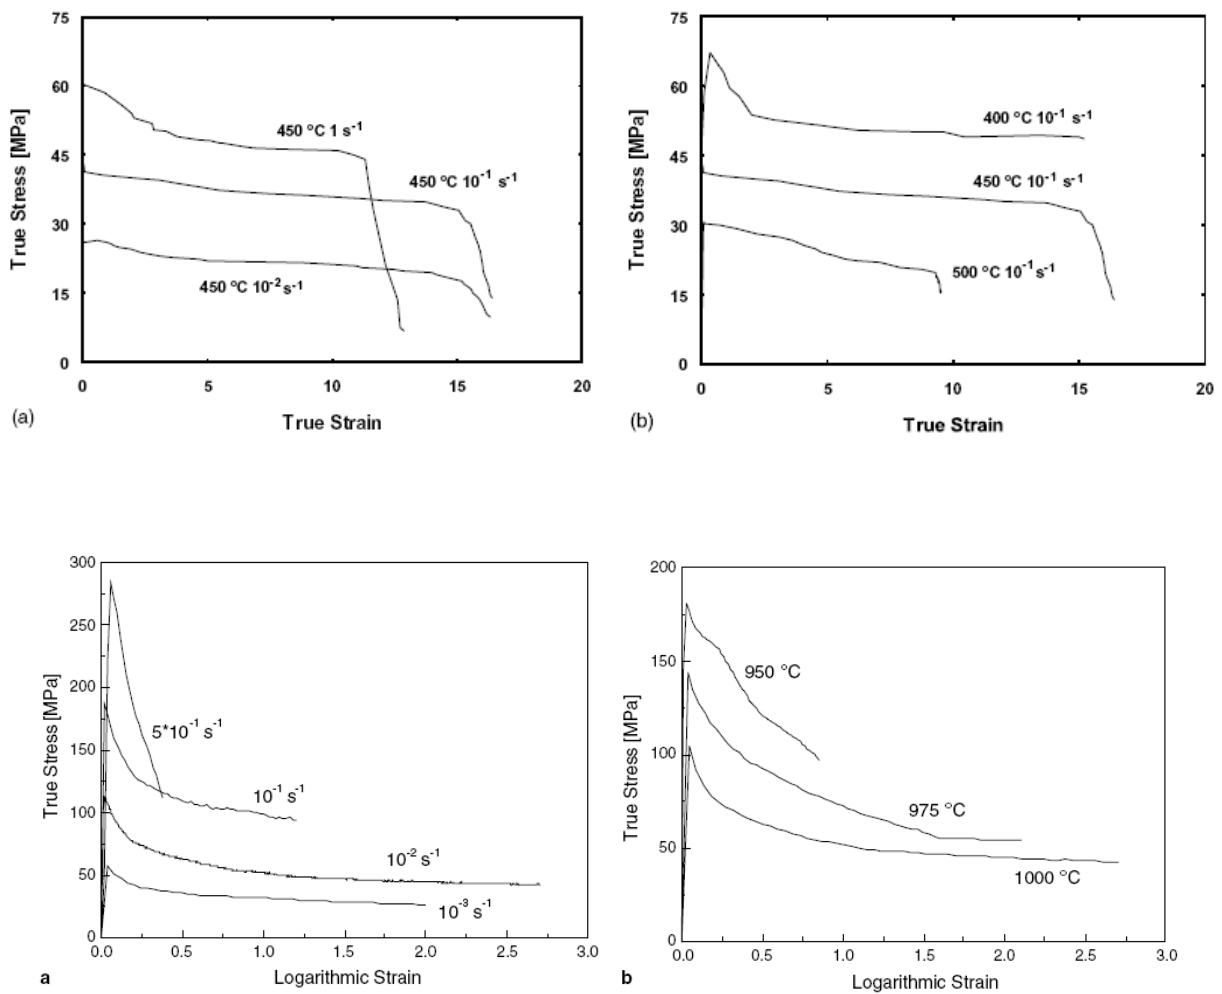 75
60
45
30
15
0
True Stress [MPa]
450 °C 1 s⁻¹
450 °C 10⁻¹ s⁻¹
450 °C 10⁻² s⁻¹
0 5 10 15 20
True Strain
(a)
75
60
45
30
15
0
True Stress [MPa]
400 °C 10⁻¹ s⁻¹
450 °C 10⁻¹ s⁻¹
500 °C 10⁻¹ s⁻¹
0 5 10 15 20
True Strain
(b)
300
250
200
150
100
50
0
True Stress [MPa]
5*10⁻¹ s⁻¹
10⁻¹ s⁻¹
10⁻² s⁻¹
10⁻³ s⁻¹
0.0 0.5 1.0 1.5 2.0 2.5 3.0
Logarithmic Strain
a
200
150
100
50
0
True Stress [MPa]
950 °C
975 °C
1000 °C
0.0 0.5 1.0 1.5 2.0 2.5 3.0
Logarithmic Strain
b